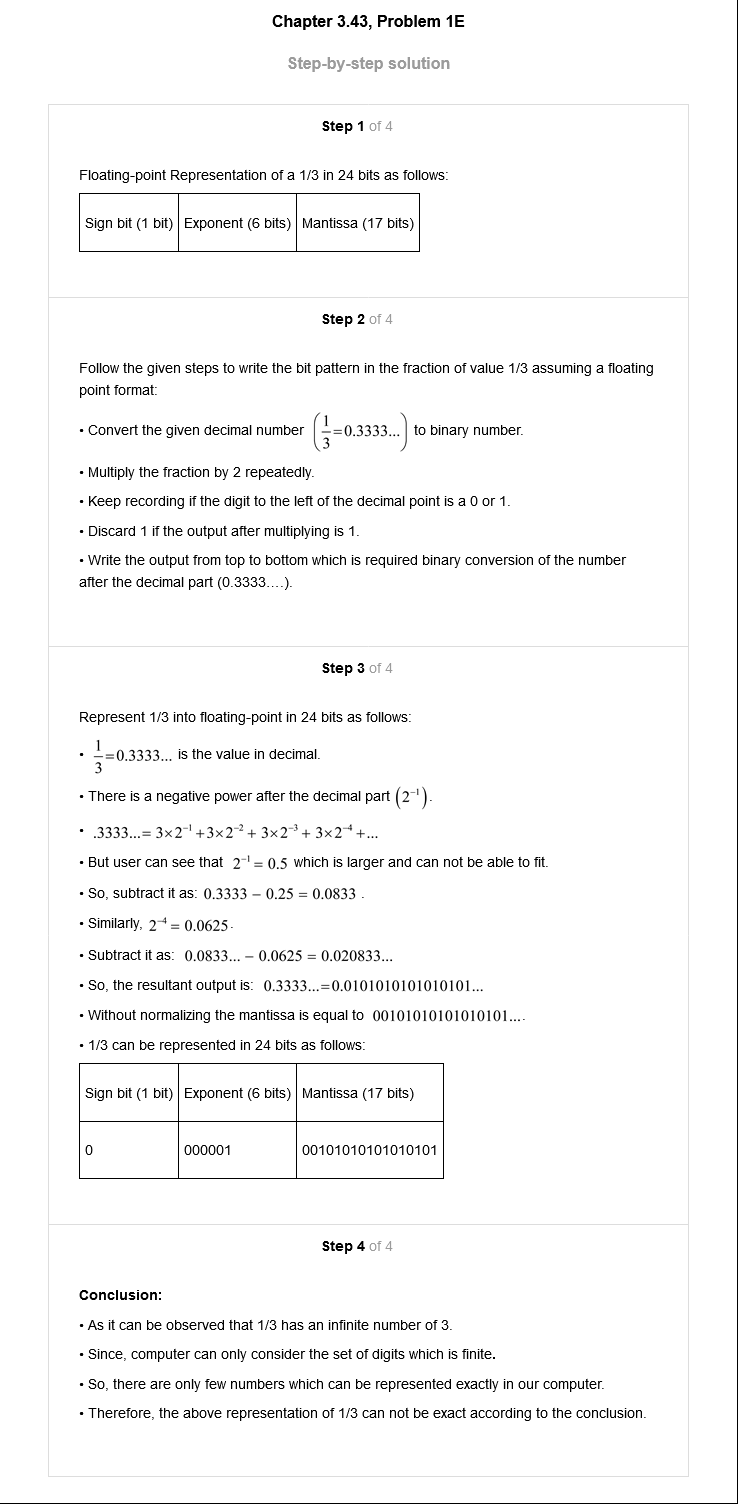 Chapter 3.43, Problem 1E
Step-by-step solution
Step 1 of 4
Floating-point Representation of a 1/3 in 24 bits as follows:
Sign bit (1 bit) Exponent (6 bits) Mantissa (17 bits)
Step 2 of 4
Follow the given steps to write the bit pattern in the fraction of value 1/3 assuming a floating
point format:
• Convert the given decimal number (1/3=0.3333...) to binary number.
• Multiply the fraction by 2 repeatedly.
• Keep recording if the digit to the left of the decimal point is a 0 or 1.
• Discard 1 if the output after multiplying is 1.
• Write the output from top to bottom which is required binary conversion of the number
after the decimal part (0.3333….).
Step 3 of 4
Represent 1/3 into floating-point in 24 bits as follows:
• 1/3=0.3333... is the value in decimal.
• There is a negative power after the decimal part (2⁻¹).
• .3333...= 3×2⁻¹+3×2⁻²+ 3×2⁻³+ 3×2⁻⁴+...
• But user can see that 2⁻¹= 0.5 which is larger and can not be able to fit.
• So, subtract it as: 0.3333 − 0.25 = 0.0833 .
• Similarly, 2⁻⁴ = 0.0625.
• Subtract it as: 0.0833... − 0.0625 = 0.020833...
• So, the resultant output is: 0.3333...=0.0101010101010101...
• Without normalizing the mantissa is equal to 00101010101010101....
• 1/3 can be represented in 24 bits as follows:
Sign bit (1 bit) Exponent (6 bits) Mantissa (17 bits)
0 000001 00101010101010101
Step 4 of 4
Conclusion:
• As it can be observed that 1/3 has an infinite number of 3.
• Since, computer can only consider the set of digits which is finite.
• So, there are only few numbers which can be represented exactly in our computer.
• Therefore, the above representation of 1/3 can not be exact according to the conclusion.